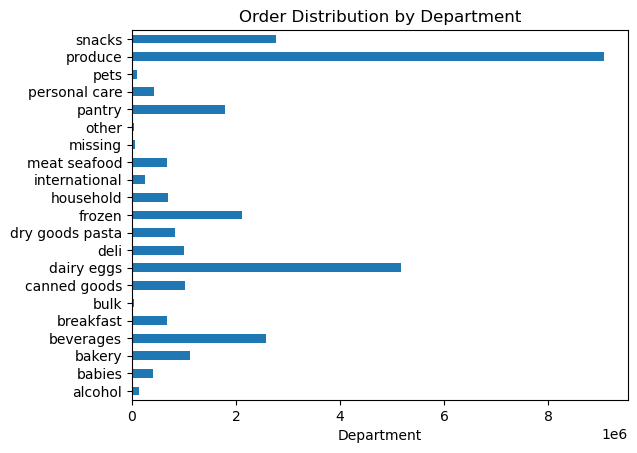 Order Distribution by Department
snacks
produce
pets
personal care
pantry
other
missing
meat seafood
international
household
frozen
dry goods pasta
deli
dairy eggs
canned goods
bulk
breakfast
beverages
bakery
babies
alcohol
0 2 4 6 8
1e6
Department